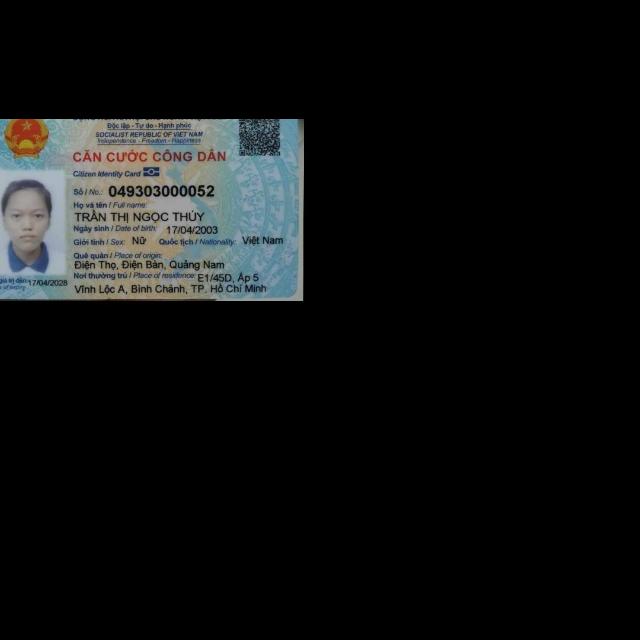 Độc lập - Tự do - Hạnh phúc
SOCIALIST REPUBLIC OF VIET NAM
Independence - Freedom - Happiness
CĂN CƯỚC CÔNG DÂN
Citizen Identity Card
Số / No.: 049303000052
Họ và tên / Full name:
TRẦN THỊ NGỌC THÚY
Ngày sinh / Date of birth: 17/04/2003
Giới tính / Sex: Nữ Quốc tịch / Nationality: Việt Nam
Quê quán / Place of origin:
Điện Thọ, Điện Bàn, Quảng Nam
Nơi thường trú / Place of residence: E1/45D, Ấp 5
Vĩnh Lộc A, Bình Chánh, TP. Hồ Chí Minh
17/04/2028